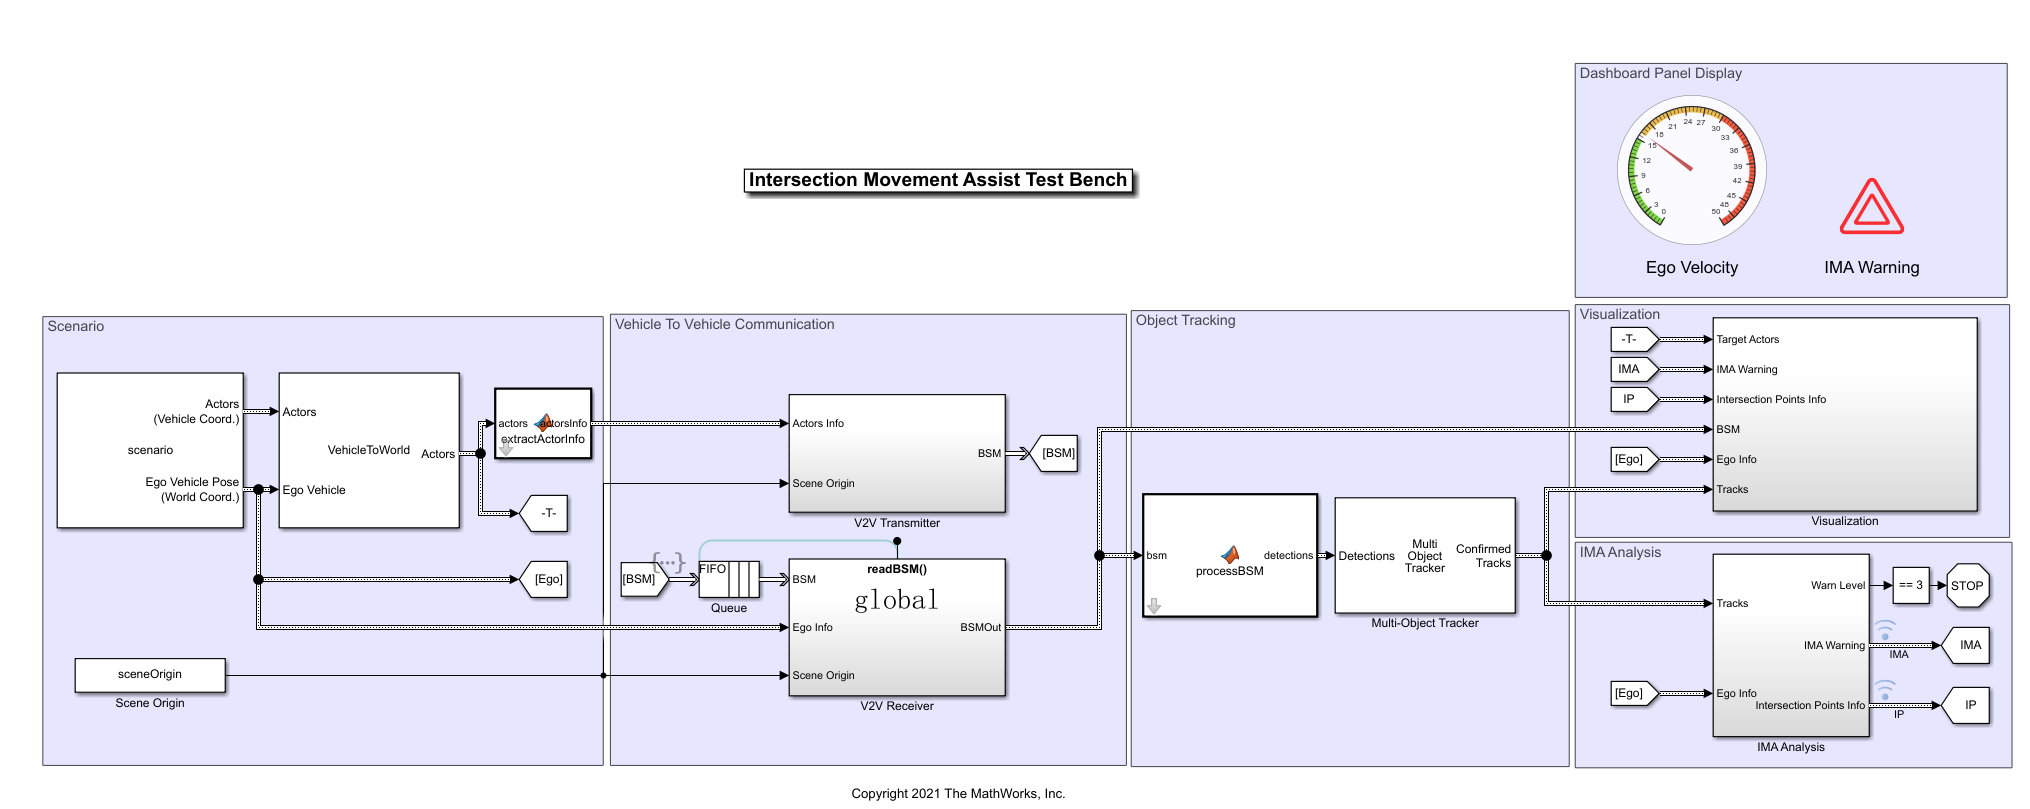 Dashboard Panel Display
0
3
6
9
12
15
18
21
24
27
30
33
36
39
42
45
48
50
Ego Velocity
IMA Warning
Intersection Movement Assist Test Bench
Scenario
Actors
(Vehicle Coord.)
scenario
Ego Vehicle Pose
(World Coord.)
Actors
VehicleToWorld
Actors
Ego Vehicle
actors
actorsInfo
extractActorInfo
-T-
[Ego]
sceneOrigin
Scene Origin
Vehicle To Vehicle Communication
Actors Info
BSM
Scene Origin
V2V Transmitter
[BSM]
{...}
[BSM]
FIFO
Queue
readBSM()
global
BSM
Ego Info
BSMOut
Scene Origin
V2V Receiver
Object Tracking
bsm
detections
processBSM
Detections
Multi
Object
Tracker
Confirmed
Tracks
Multi-Object Tracker
Visualization
-T-
IMA
IP
[Ego]
Target Actors
IMA Warning
Intersection Points Info
BSM
Ego Info
Tracks
Visualization
IMA Analysis
[Ego]
Tracks
Ego Info
Warn Level
IMA Warning
Intersection Points Info
IMA Analysis
== 3
STOP
IMA
IMA
IP
IP
Copyright 2021 The MathWorks, Inc.